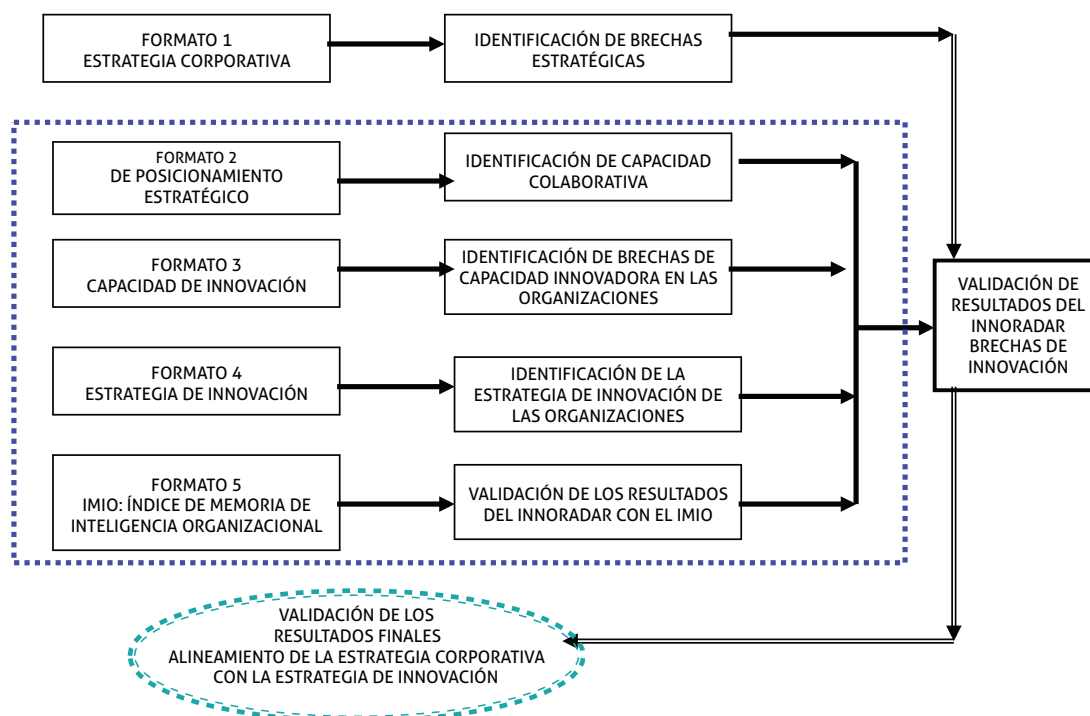 FORMATO 1
ESTRATEGIA CORPORATIVA
IDENTIFICACIÓN DE BRECHAS
ESTRATÉGICAS
FORMATO 2
DE POSICIONAMIENTO
ESTRATÉGICO
IDENTIFICACIÓN DE CAPACIDAD
COLABORATIVA
FORMATO 3
CAPACIDAD DE INNOVACIÓN
IDENTIFICACIÓN DE BRECHAS DE
CAPACIDAD INNOVADORA EN LAS
ORGANIZACIONES
VALIDACIÓN DE
RESULTADOS DEL
INNORADAR
BRECHAS DE
INNOVACIÓN
FORMATO 4
ESTRATEGIA DE INNOVACIÓN
IDENTIFICACIÓN DE LA
ESTRATEGIA DE INNOVACIÓN DE
LAS ORGANIZACIONES
FORMATO 5
IMIO: ÍNDICE DE MEMORIA DE
INTELIGENCIA ORGANIZACIONAL
VALIDACIÓN DE LOS RESULTADOS
DEL INNORADAR CON EL IMIO
VALIDACIÓN DE LOS
RESULTADOS FINALES
ALINEAMIENTO DE LA ESTRATEGIA CORPORATIVA
CON LA ESTRATEGIA DE INNOVACIÓN